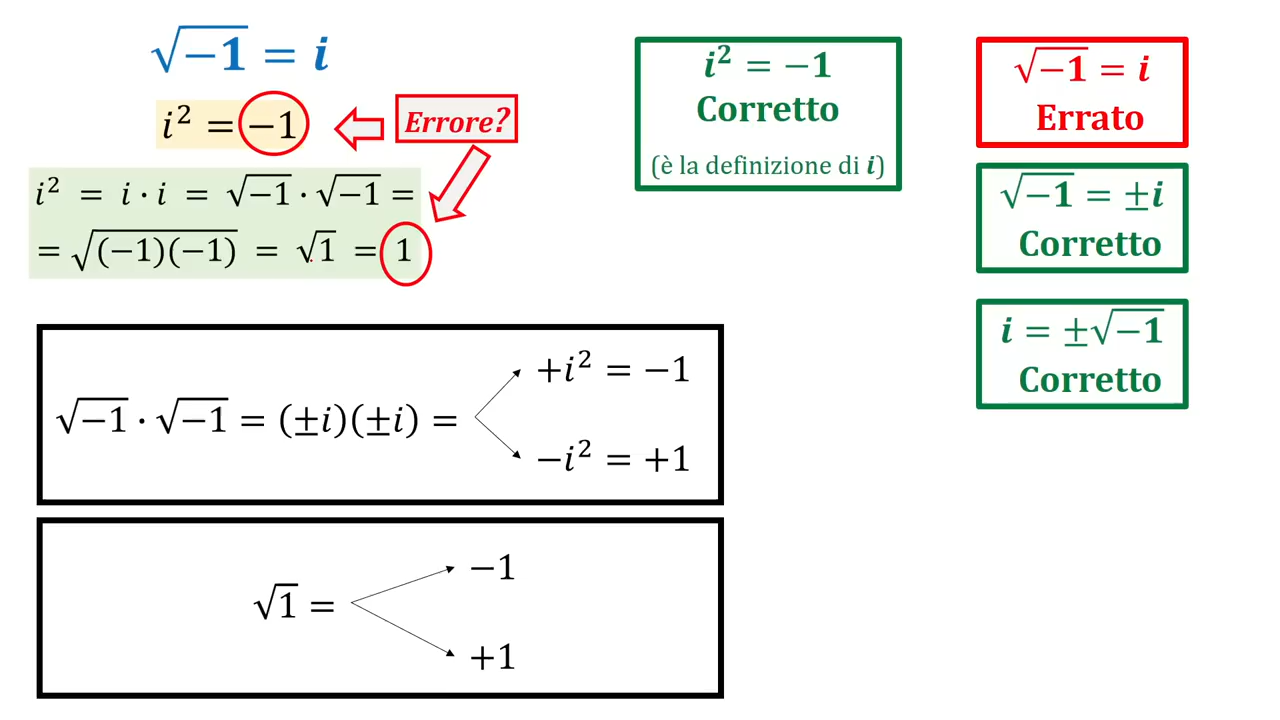 √−1 = i
i² = −1
Errore?
i² = i · i = √−1 · √−1 =
= √(−1)(−1) = √1 = 1
i² = −1
Corretto
(è la definizione di i)
√−1 = i
Errato
√−1 = ±i
Corretto
i = ±√−1
Corretto
+i² = −1
√−1 · √−1 = (±i)(±i) =
−i² = +1
−1
√1 =
+1